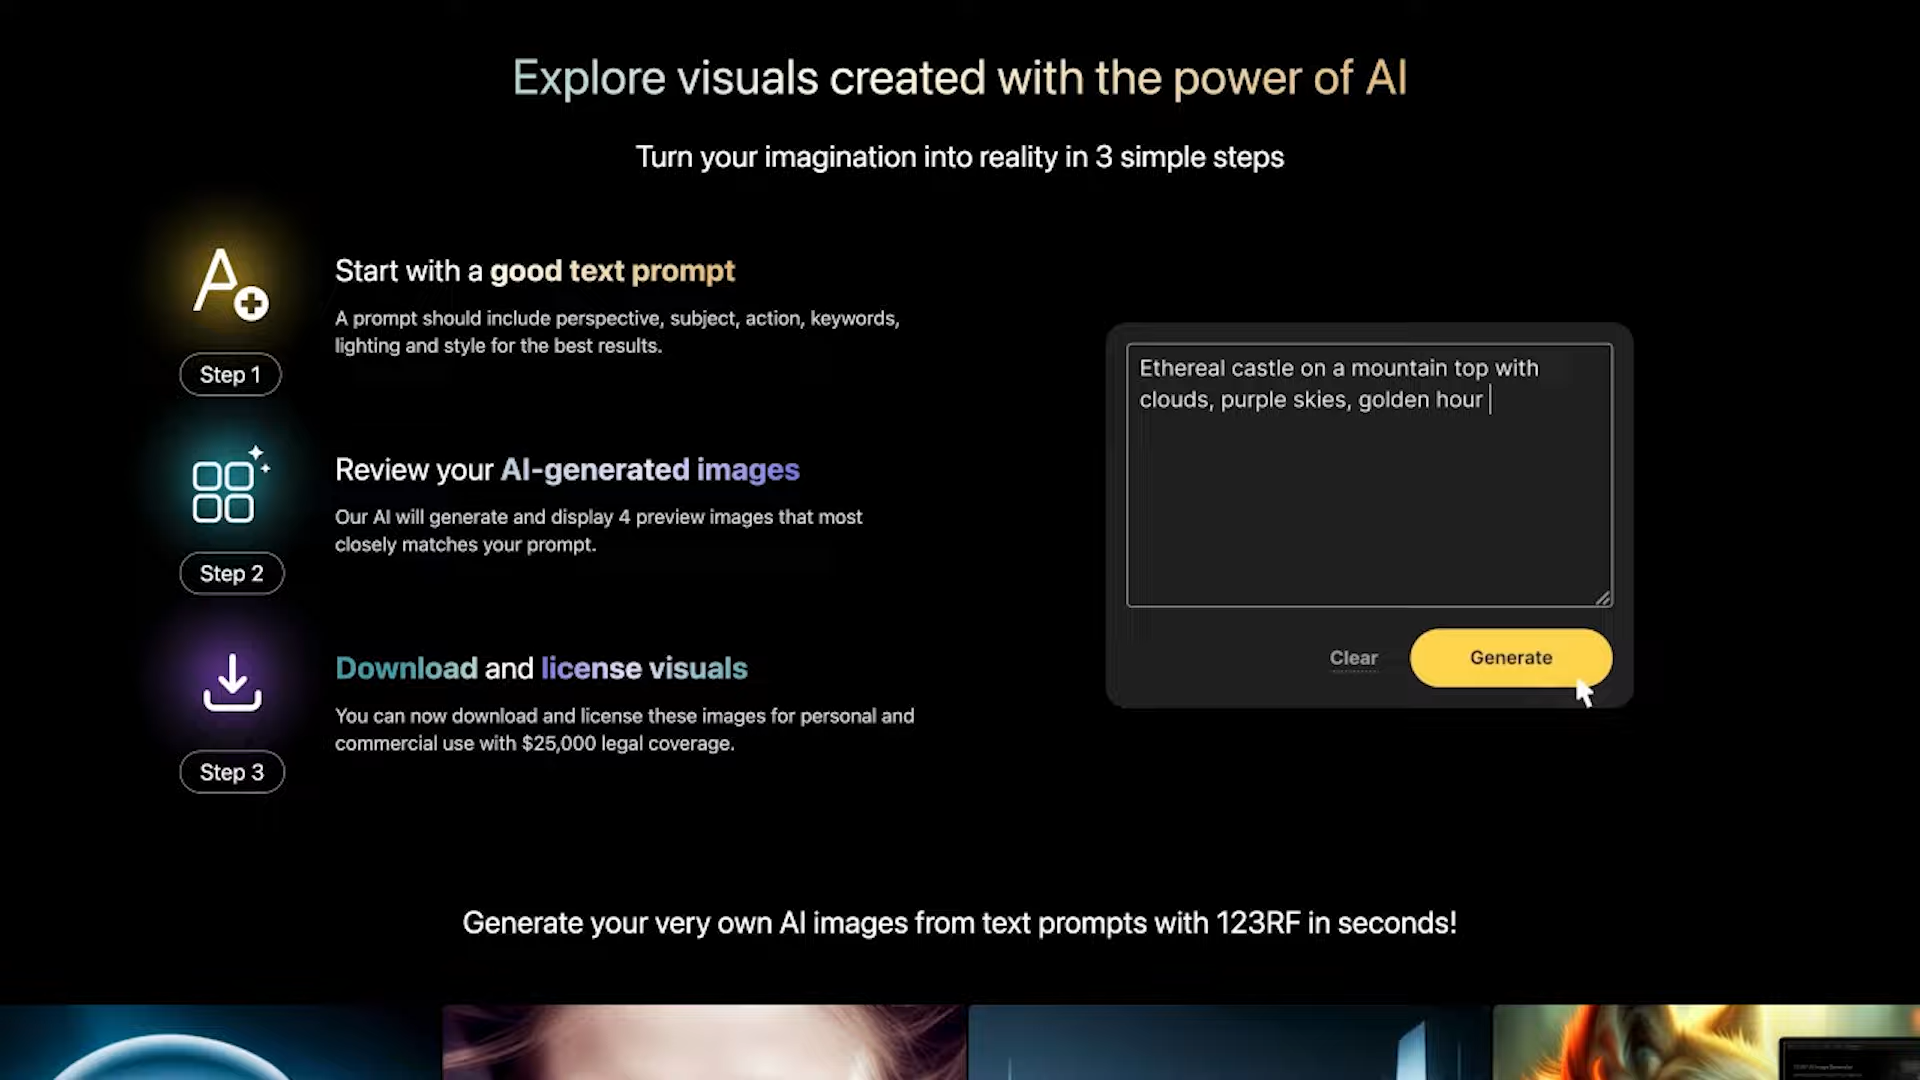 Explore visuals created with the power of AI
Turn your imagination into reality in 3 simple steps
Start with a good text prompt
A prompt should include perspective, subject, action, keywords,
lighting and style for the best results.
Step 1
Review your AI-generated images
Our AI will generate and display 4 preview images that most
closely matches your prompt.
Step 2
Download and license visuals
You can now download and license these images for personal and
commercial use with $25,000 legal coverage.
Step 3
Ethereal castle on a mountain top with
clouds, purple skies, golden hour
Clear
Generate
Generate your very own AI images from text prompts with 123RF in seconds!